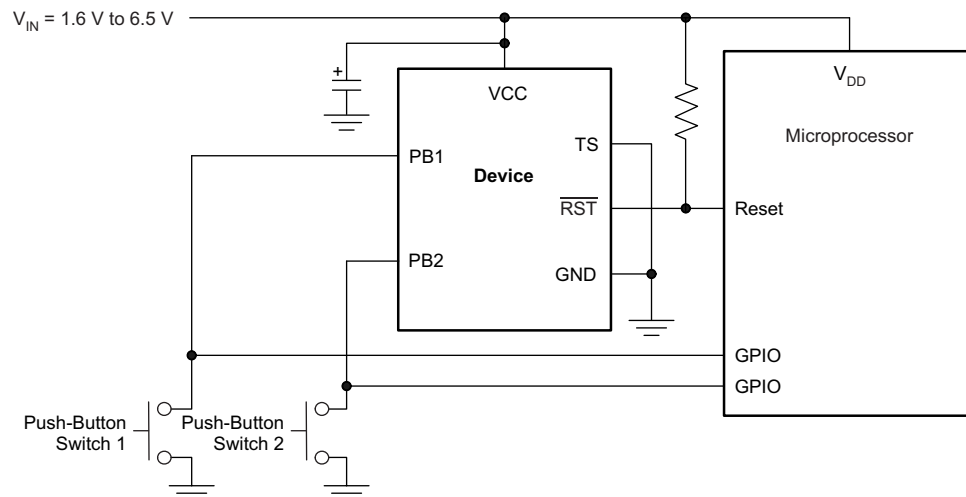 V_IN = 1.6 V to 6.5 V
+
VCC
V_DD
Microprocessor
TS
PB1
Device
RST
Reset
PB2
GND
GPIO
GPIO
Push-Button
Switch 1
Push-Button
Switch 2